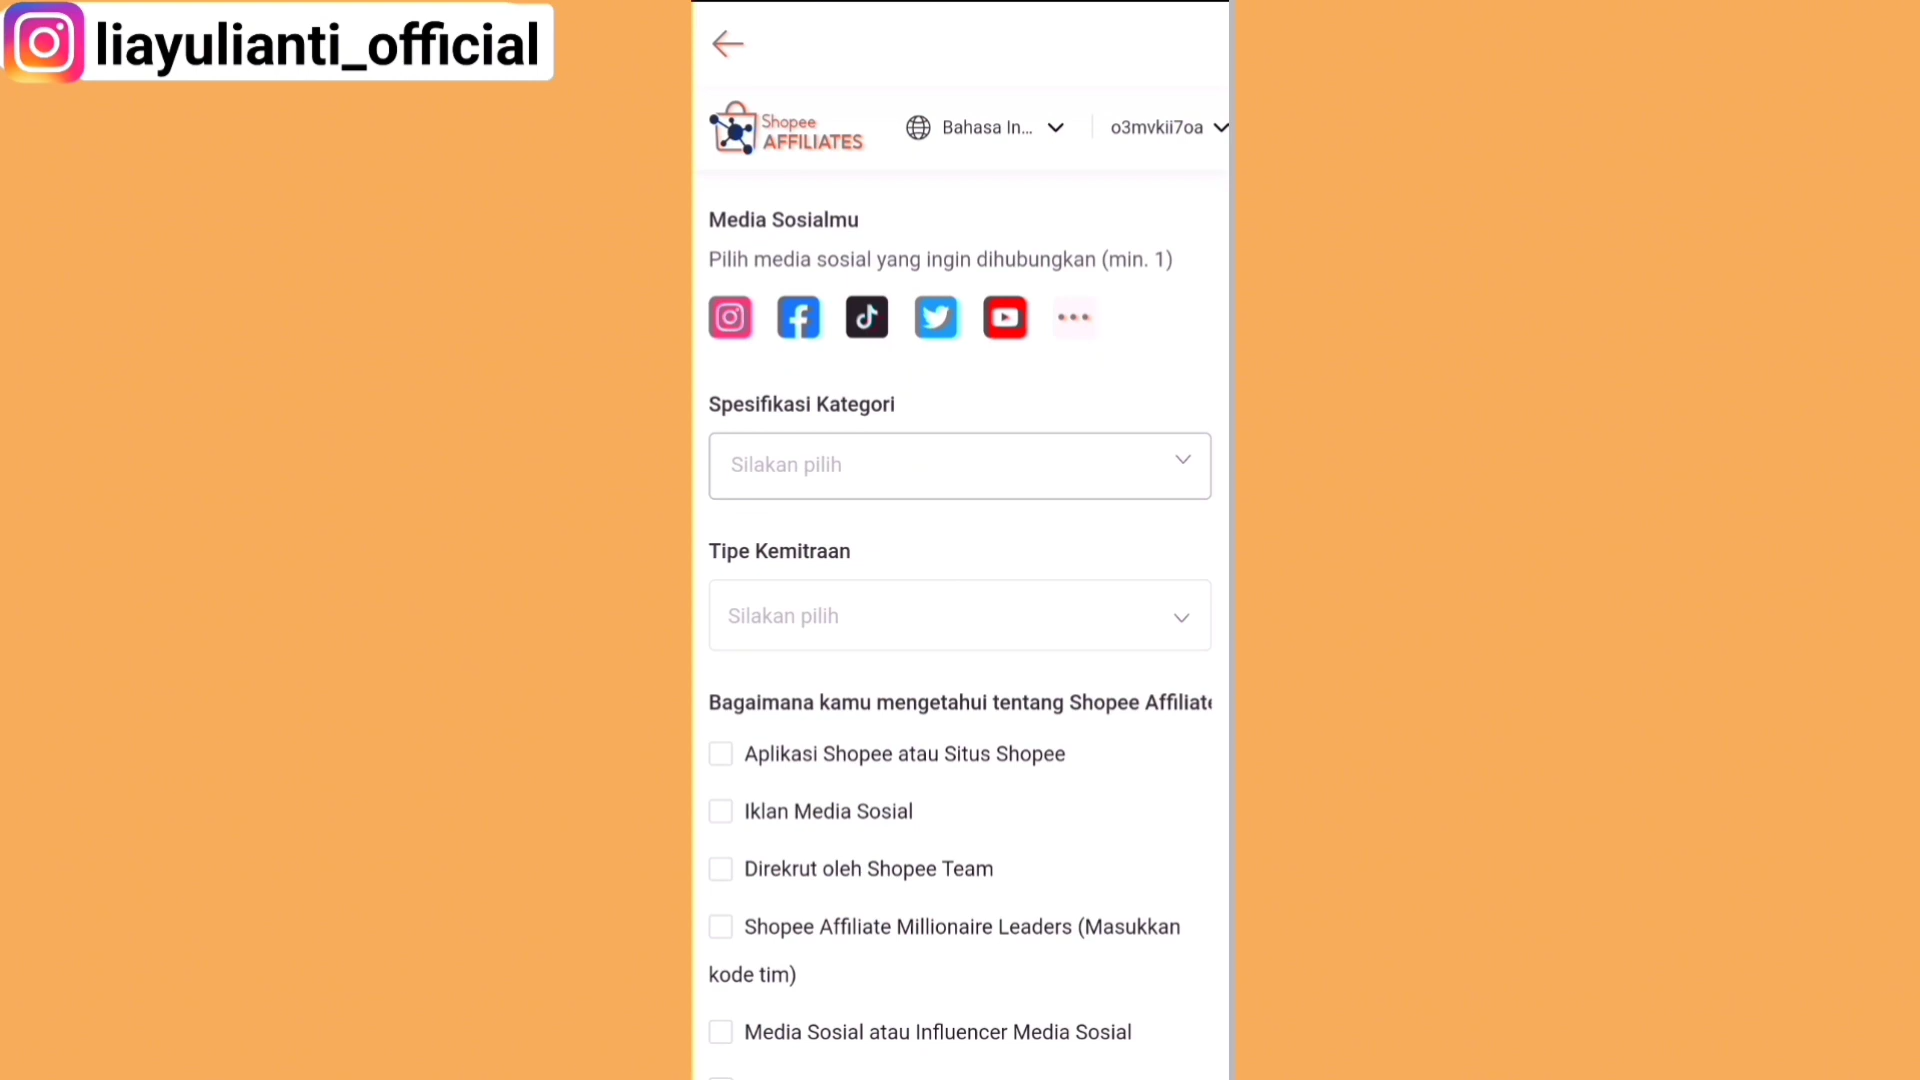 liayulianti_official
Shopee
AFFILIATES
Bahasa In...
o3mvkii7oa
Media Sosialmu
Pilih media sosial yang ingin dihubungkan (min. 1)
Spesifikasi Kategori
Silakan pilih
Tipe Kemitraan
Silakan pilih
Bagaimana kamu mengetahui tentang Shopee Affiliate
Aplikasi Shopee atau Situs Shopee
Iklan Media Sosial
Direkrut oleh Shopee Team
Shopee Affiliate Millionaire Leaders (Masukkan
kode tim)
Media Sosial atau Influencer Media Sosial